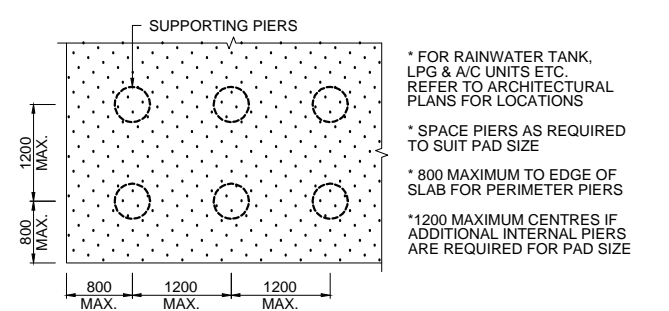 SUPPORTING PIERS
* FOR RAINWATER TANK,
LPG & A/C UNITS ETC.
REFER TO ARCHITECTURAL
PLANS FOR LOCATIONS
* SPACE PIERS AS REQUIRED
TO SUIT PAD SIZE
* 800 MAXIMUM TO EDGE OF
SLAB FOR PERIMETER PIERS
*1200 MAXIMUM CENTRES IF
ADDITIONAL INTERNAL PIERS
ARE REQUIRED FOR PAD SIZE
1200
MAX.
800
MAX.
800 1200 1200
MAX. MAX. MAX.